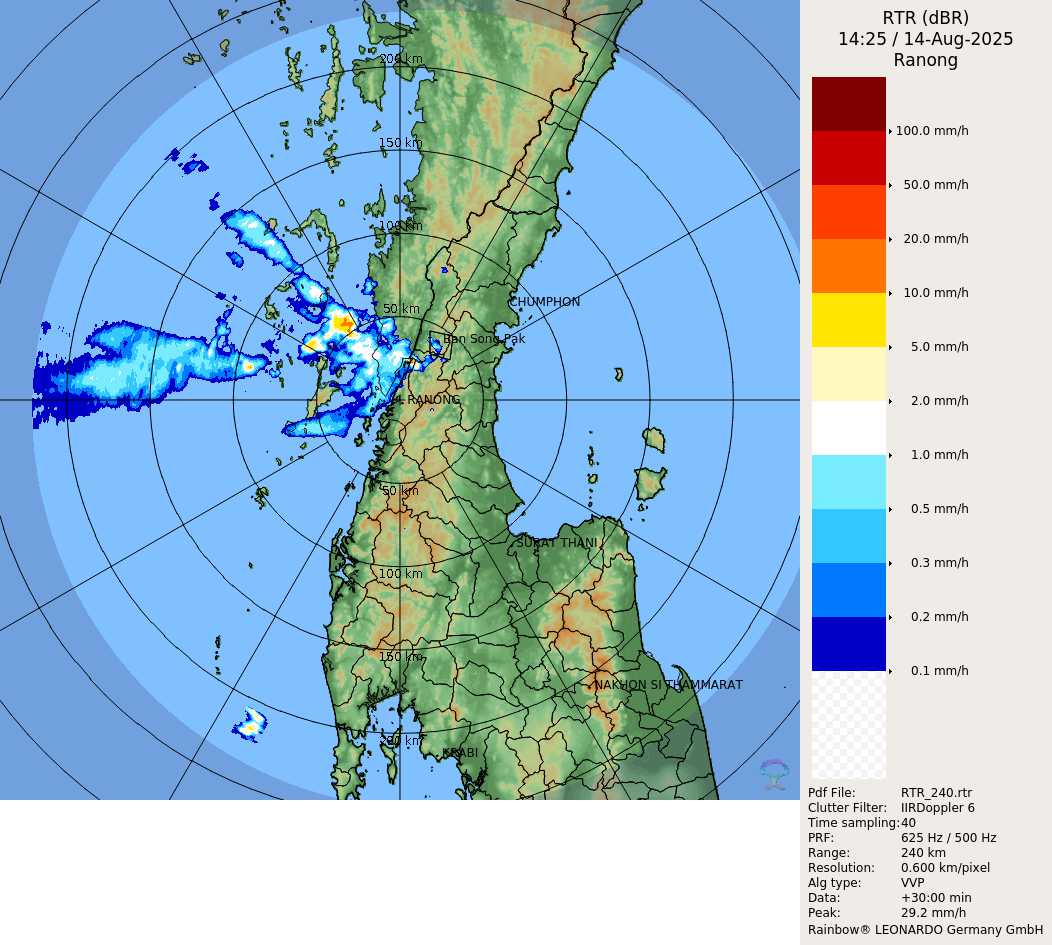 RTR (dBR)
14:25 / 14-Aug-2025
Ranong
200 km
150 km
100 km
50 km
CHUMPHON
Ban Song Pak
RANONG
50 km
100 km
150 km
200 km
SURAT THANI
NAKHON SI THAMMARAT
KRABI
100.0 mm/h
50.0 mm/h
20.0 mm/h
10.0 mm/h
5.0 mm/h
2.0 mm/h
1.0 mm/h
0.5 mm/h
0.3 mm/h
0.2 mm/h
0.1 mm/h
Pdf File: RTR_240.rtr
Clutter Filter: IIRDoppler 6
Time sampling:40
PRF: 625 Hz / 500 Hz
Range: 240 km
Resolution: 0.600 km/pixel
Alg type: VVP
Data: +30:00 min
Peak: 29.2 mm/h
Rainbow® LEONARDO Germany GmbH